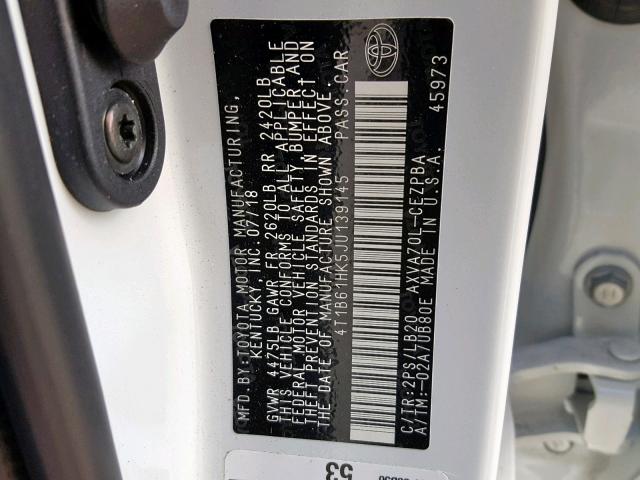 MFD. BY:TOYOTA MOTOR MANUFACTURING,
KENTUCKY, INC. 07/18
GVWR 4475LB GAWR FR 2620LB RR 2420LB
THIS VEHICLE CONFORMS TO ALL APPLICABLE
FEDERAL MOTOR VEHICLE SAFETY, BUMPER AND
THEFT PREVENTION STANDARDS IN EFFECT ON
THE DATE OF MANUFACTURE SHOWN ABOVE.
4T1B61HK5JU139145 PASS.CAR
C/TR:2PS/LB20 AXVA70L-CEZPBA
A/TM:-02A/UB80E MADE IN U.S.A. 45973
53